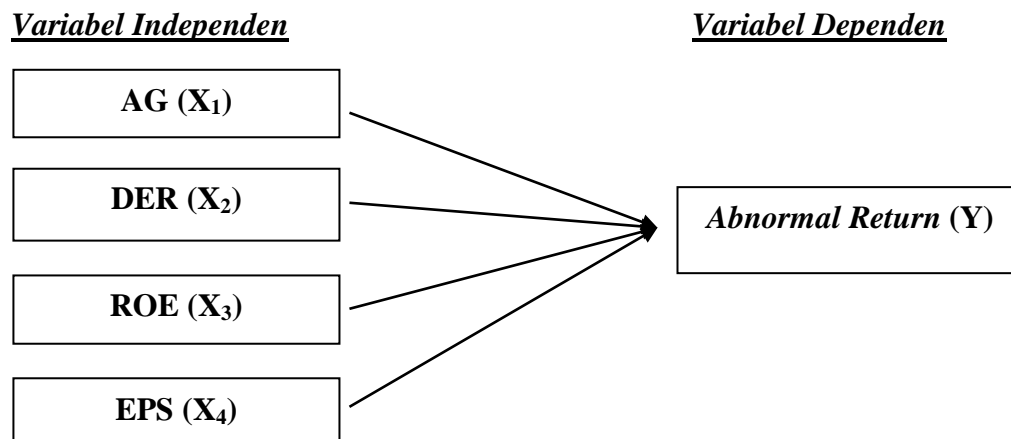 Variabel Independen
Variabel Dependen
AG (X₁)
DER (X₂)
Abnormal Return (Y)
ROE (X₃)
EPS (X₄)